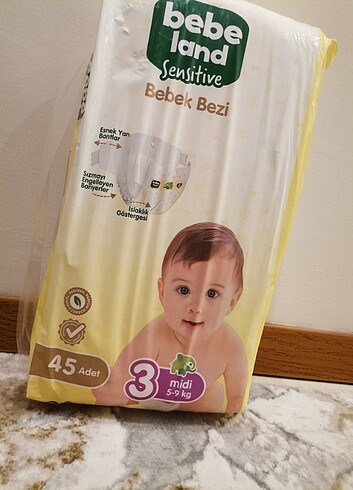 bebe
land
Sensitive
Bebek Bezi
Esnek Yan
Bantlar
Sızmayı
Engelleyen
Bariyerler
Islaklık
Göstergesi
45 Adet
3
midi
5-9 kg